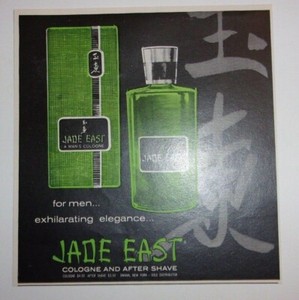 玉東
JADE EAST
A MAN'S COLOGNE
JADE EAST
for men...
exhilarating elegance...
JADE EAST
COLOGNE AND AFTER SHAVE